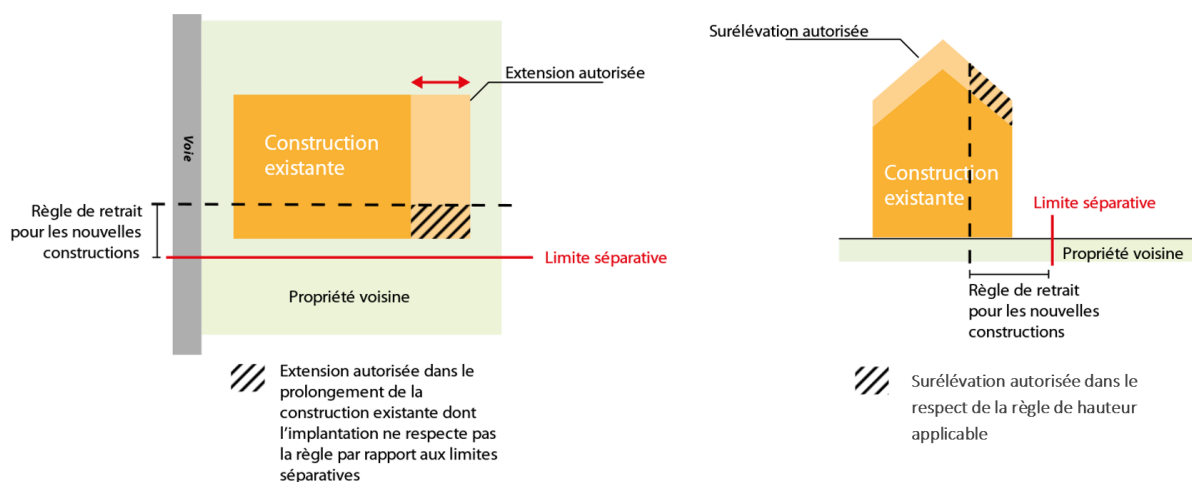 Voie
Extension autorisée
Construction
existante
Règle de retrait
pour les nouvelles
constructions
Limite séparative
Propriété voisine
Extension autorisée dans le
prolongement de la
construction existante dont
l'implantation ne respecte pas
la règle par rapport aux limites
séparatives
Surélévation autorisée
Construction
existante
Limite séparative
Propriété voisine
Règle de retrait
pour les nouvelles
constructions
Surélévation autorisée dans le
respect de la règle de hauteur
applicable